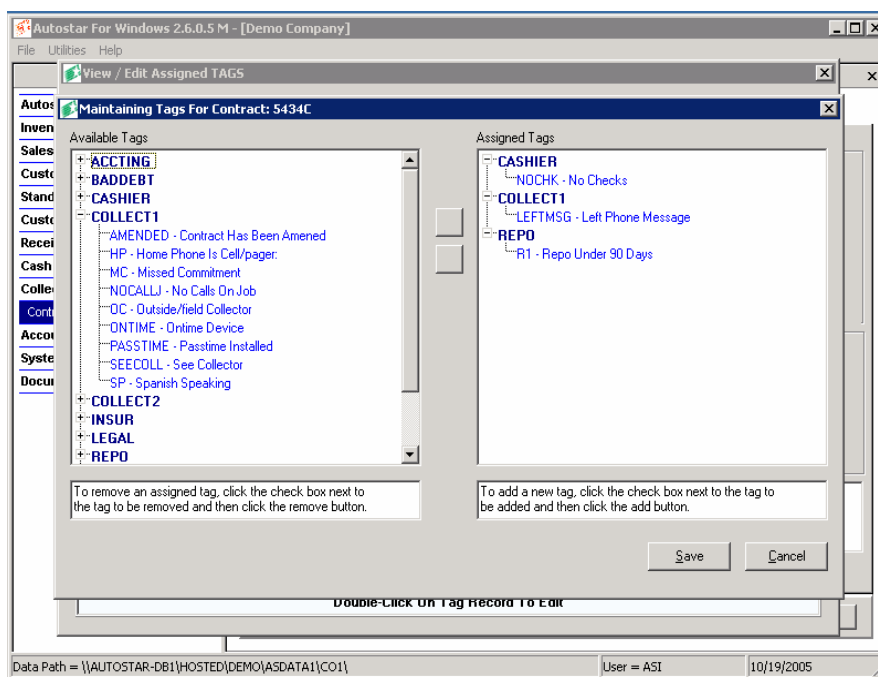 Autostar For Windows 2.6.0.5 M - [Demo Company]
File Utilities Help
View / Edit Assigned TAGS
Maintaining Tags For Contract: 5434C
Autos
Inven
Sales
Custo
Stand
Custo
Recei
Cash
Collec
Contr
Accou
Syste
Docum
Available Tags
ACCTING
BADDEBT
CASHIER
COLLECT1
AMENDED - Contract Has Been Amened
HP - Home Phone Is Cell/pager:
MC - Missed Commitment
NOCALLJ - No Calls On Job
OC - Outside/field Collector
ONTIME - Ontime Device
PASSTIME - Passtime Installed
SEECOLL - See Collector
SP - Spanish Speaking
COLLECT2
INSUR
LEGAL
REPO
To remove an assigned tag, click the check box next to
the tag to be removed and then click the remove button.
Assigned Tags
CASHIER
NOCHK - No Checks
COLLECT1
LEFTMSG - Left Phone Message
REPO
R1 - Repo Under 90 Days
To add a new tag, click the check box next to the tag to
be added and then click the add button.
Save Cancel
Double-Click On Tag Record To Edit
Data Path = \\AUTOSTAR-DB1\HOSTED\DEMO\ASDATA1\CO1\ User = ASI 10/19/2005